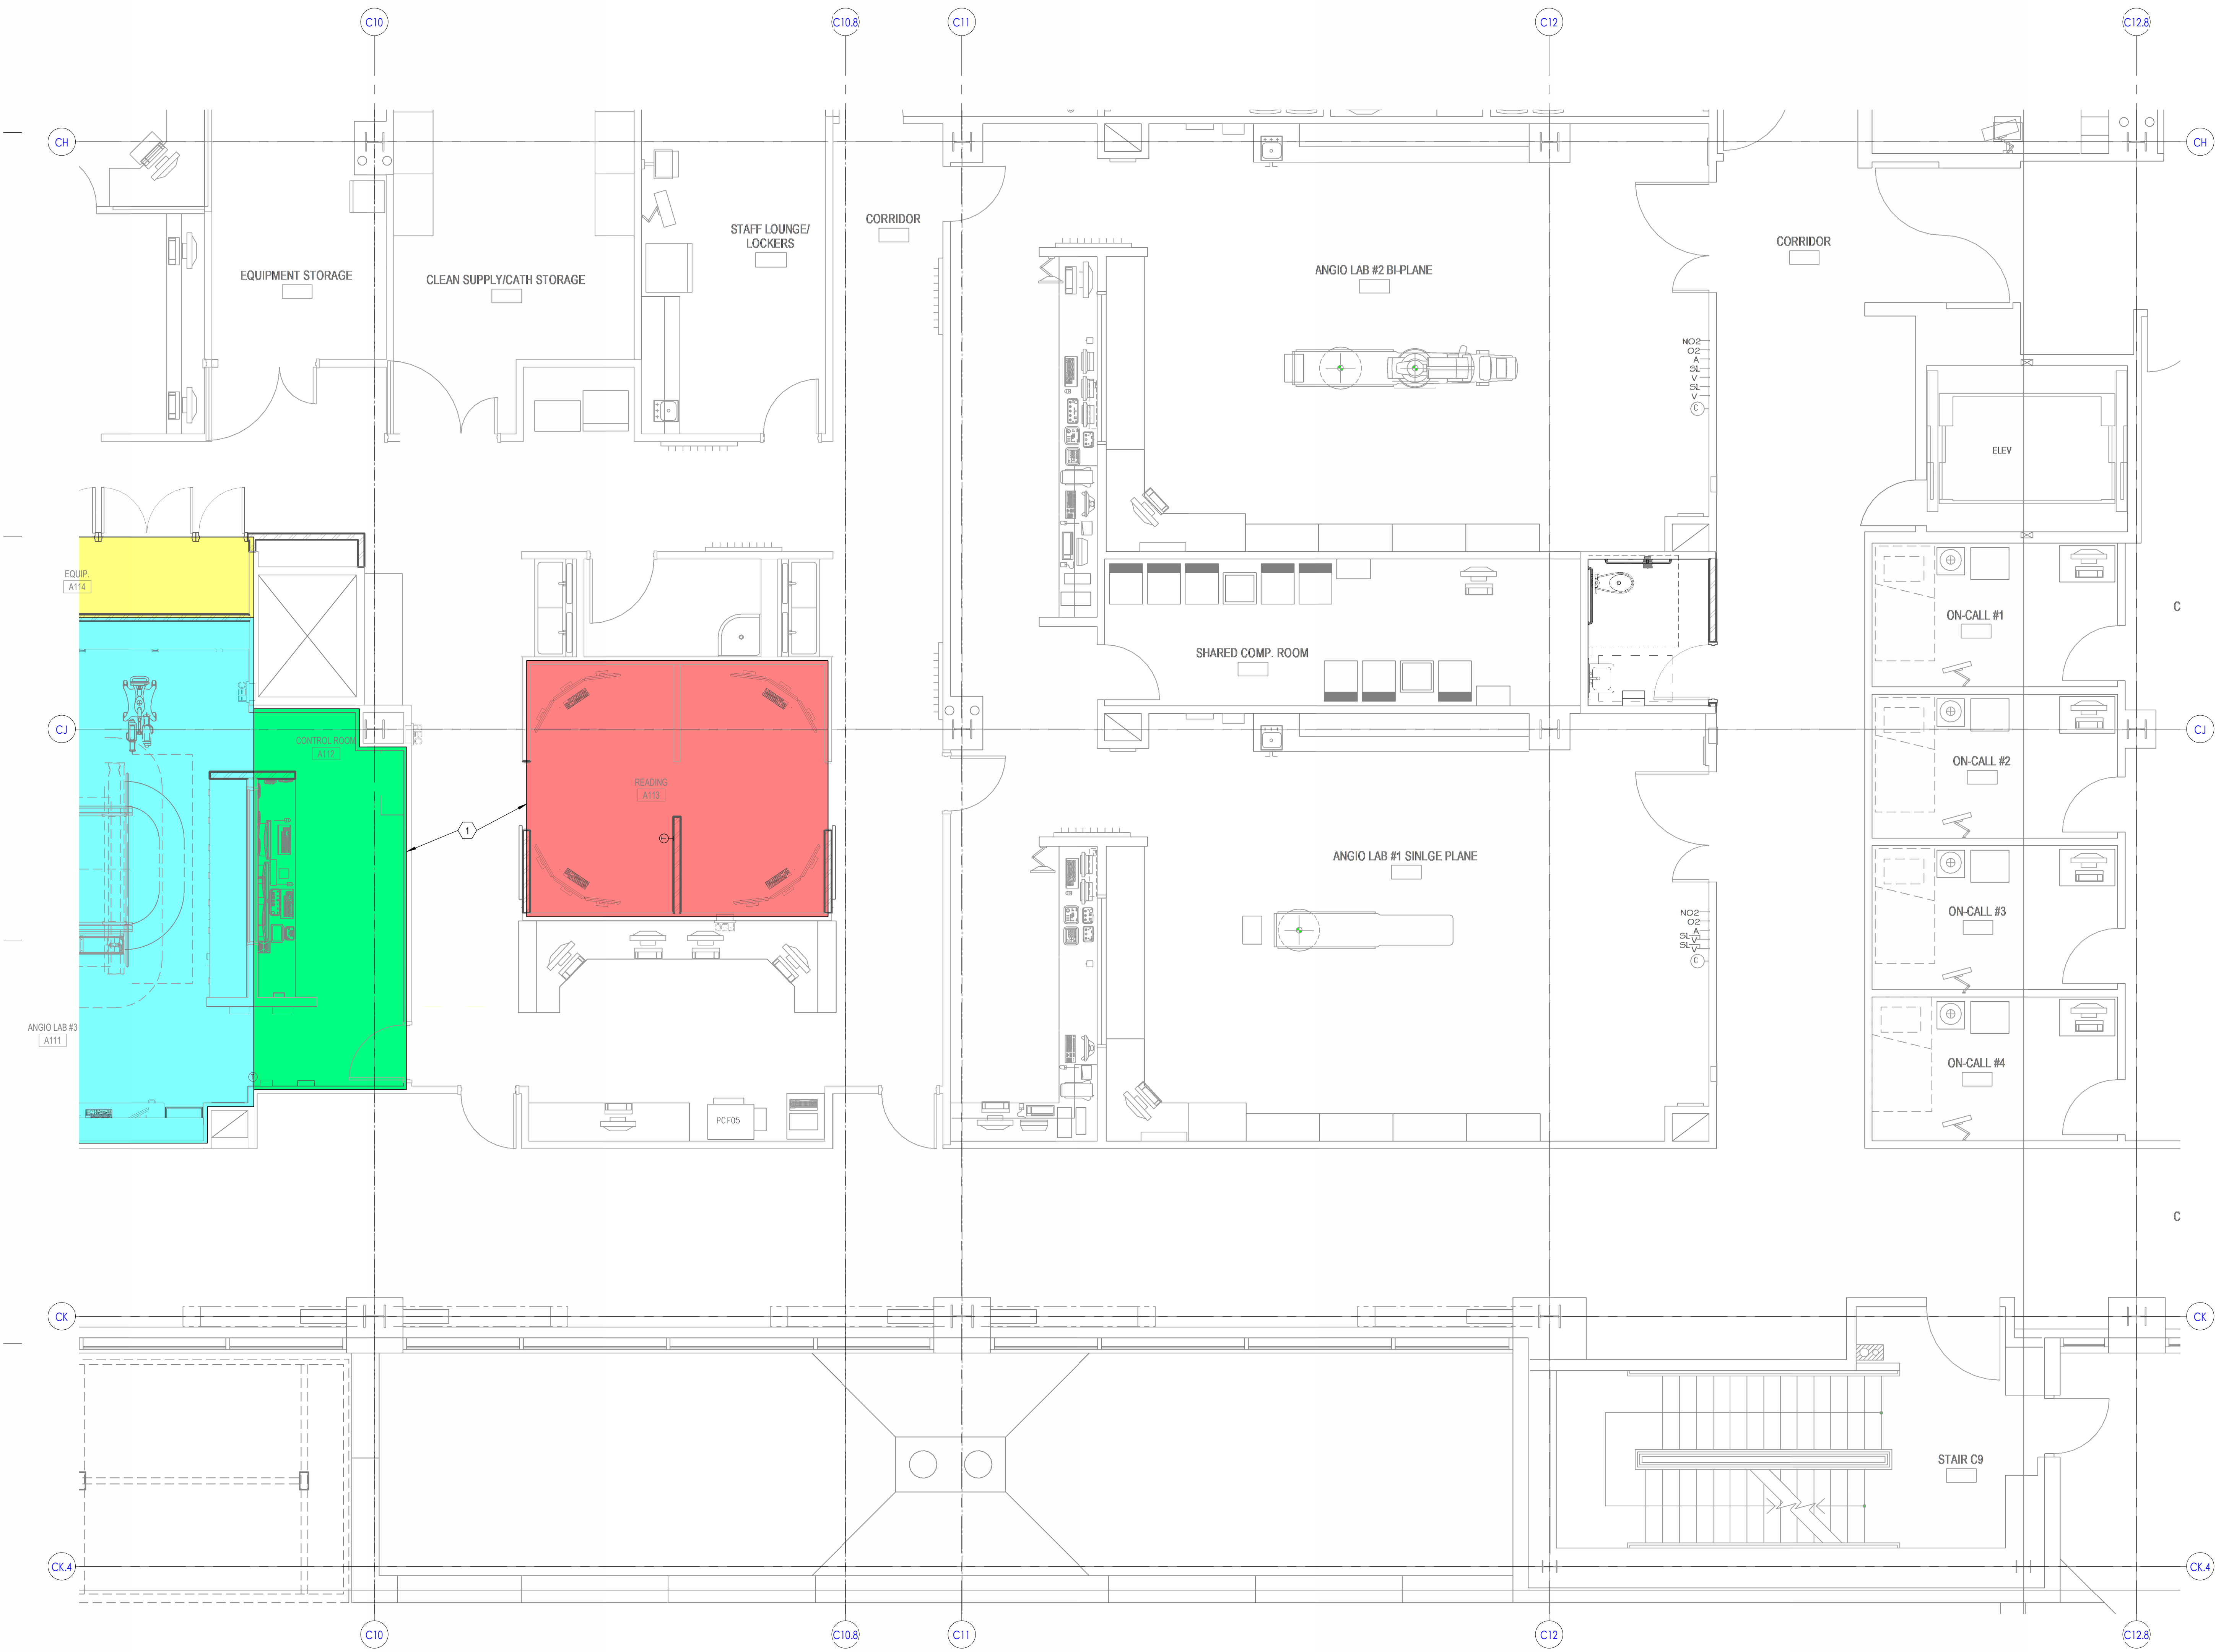 C10
C10.8
C11
C12
C12.8
CH
CH
STAFF LOUNGE/
LOCKERS
CORRIDOR
CORRIDOR
EQUIPMENT STORAGE
CLEAN SUPPLY/CATH STORAGE
ANGIO LAB #2 BI-PLANE
NO2
O2
A
SL
V
SL
V
C
ELEV
EQUIP.
A114
ON-CALL #1
C
SHARED COMP. ROOM
FEC
FEC
CJ
CJ
CONTROL ROOM
A112
READING
A113
ON-CALL #2
1
ANGIO LAB #1 SINLGE PLANE
NO2
O2
A
SL
V
SL
V
C
ON-CALL #3
ANGIO LAB #3
A111
ON-CALL #4
PCF05
C
CK
CK
STAIR C9
CK.4
CK.4
C10
C10.8
C11
C12
C12.8